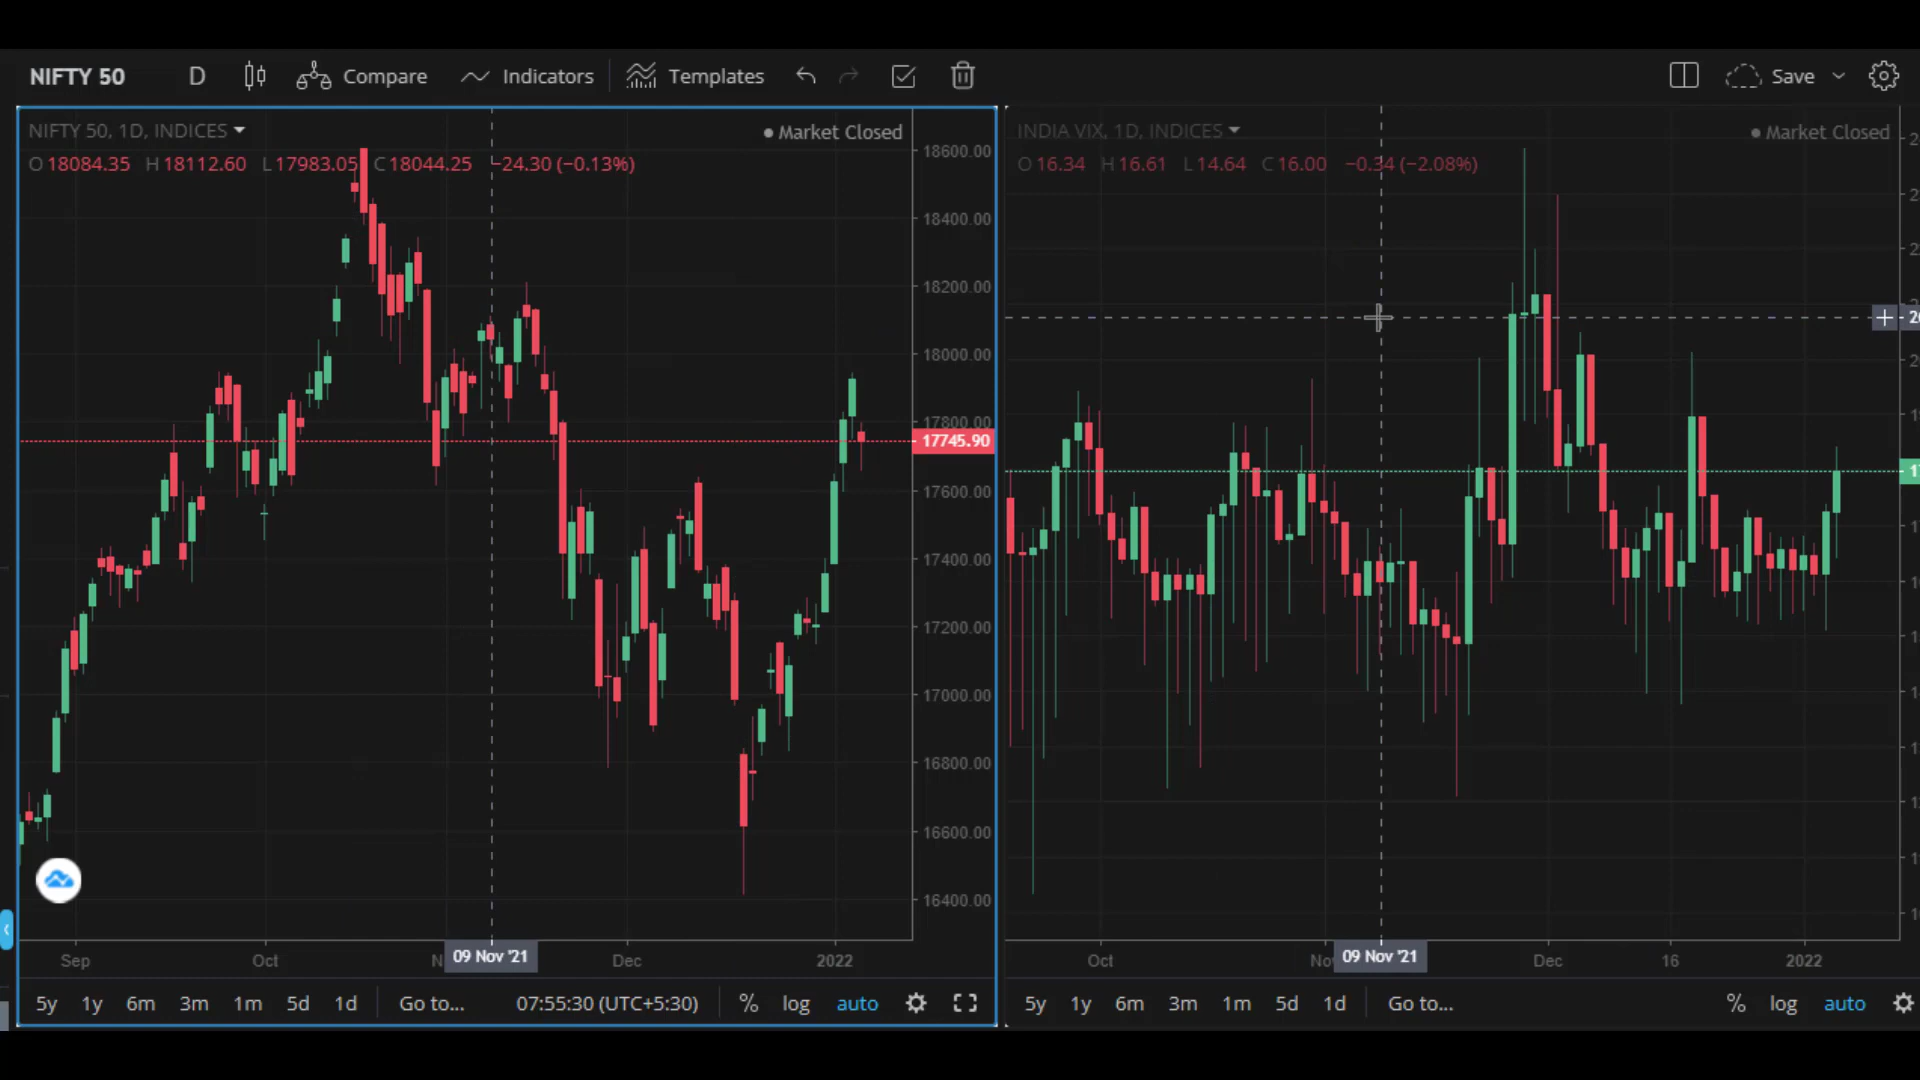 NIFTY 50 D Compare Indicators Templates Save
NIFTY 50, 1D, INDICES Market Closed
O 18084.35 H 18112.60 L 17983.05 C 18044.25 −24.30 (−0.13%)
INDIA VIX, 1D, INDICES Market Closed
O 16.34 H 16.61 L 14.64 C 16.00 −0.34 (−2.08%)
18600.00
18400.00
18200.00
18000.00
17800.00
17745.90
17600.00
17400.00
17200.00
17000.00
16800.00
16600.00
16400.00
Sep Oct 09 Nov '21 Dec 2022
Oct 09 Nov '21 Dec 16 2022
5y 1y 6m 3m 1m 5d 1d Go to... 07:55:30 (UTC+5:30) % log auto
5y 1y 6m 3m 1m 5d 1d Go to... % log auto